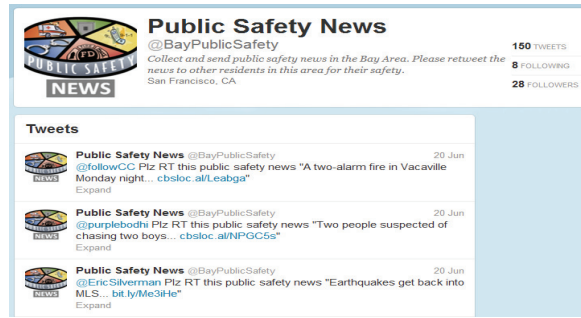 Public Safety News
@BayPublicSafety
Collect and send public safety news in the Bay Area. Please retweet the
news to other residents in this area for their safety.
San Francisco, CA
150 TWEETS
8 FOLLOWING
28 FOLLOWERS
FD
PUBLIC SAFETY
NEWS
Tweets
Public Safety News @BayPublicSafety 20 Jun
@followCC Plz RT this public safety news "A two-alarm fire in Vacaville
Monday night... cbsloc.al/Leabga"
Expand
Public Safety News @BayPublicSafety 20 Jun
@purplebodhi Plz RT this public safety news "Two people suspected of
chasing two boys... cbsloc.al/NPGC5s"
Expand
Public Safety News @BayPublicSafety 20 Jun
@EricSilverman Plz RT this public safety news "Earthquakes get back into
MLS... bit.ly/Me3iHe"
Expand
NEWS
NEWS
NEWS